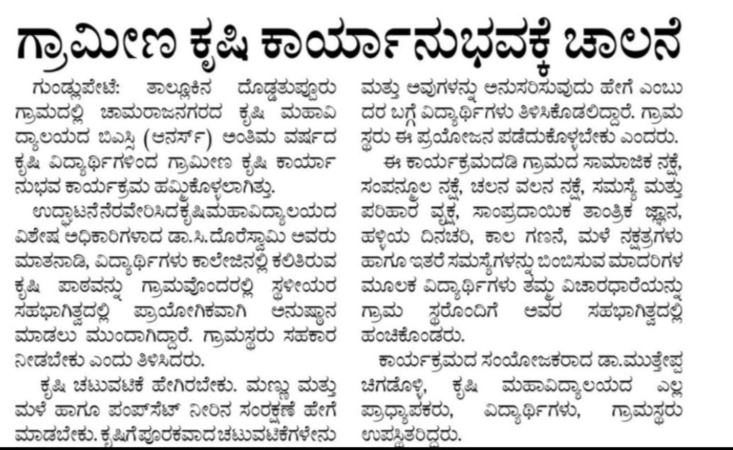 ಗ್ರಾಮೀಣ ಕೃಷಿ ಕಾರ್ಯಾನುಭವಕ್ಕೆ ಚಾಲನೆ
ಗುಂಡ್ಲುಪೇಟೆ: ತಾಲ್ಲೂಕಿನ ದೊಡ್ಡತುಪ್ಪೂರು
ಗ್ರಾಮದಲ್ಲಿ ಚಾಮರಾಜನಗರದ ಕೃಷಿ ಮಹಾವಿ
ದ್ಯಾಲಯದ ಬಿಎಸ್ಸಿ (ಆನರ್ಸ್) ಅಂತಿಮ ವರ್ಷದ
ಕೃಷಿ ವಿದ್ಯಾರ್ಥಿಗಳಿಂದ ಗ್ರಾಮೀಣ ಕೃಷಿ ಕಾರ್ಯಾ
ನುಭವ ಕಾರ್ಯಕ್ರಮ ಹಮ್ಮಿಕೊಳ್ಳಲಾಗಿತ್ತು.
ಉದ್ಘಾಟನೆನೆರವೇರಿಸಿದಕೃಷಿಮಹಾವಿದ್ಯಾಲಯದ
ವಿಶೇಷ ಅಧಿಕಾರಿಗಳಾದ ಡಾ.ಸಿ.ದೊರೆಸ್ವಾಮಿ ಅವರು
ಮಾತನಾಡಿ, ವಿದ್ಯಾರ್ಥಿಗಳು ಕಾಲೇಜಿನಲ್ಲಿ ಕಲಿತಿರುವ
ಕೃಷಿ ಪಾಠವನ್ನು ಗ್ರಾಮವೊಂದರಲ್ಲಿ ಸ್ಥಳೀಯರ
ಸಹಭಾಗಿತ್ವದಲ್ಲಿ ಪ್ರಾಯೋಗಿಕವಾಗಿ ಅನುಷ್ಠಾನ
ಮಾಡಲು ಮುಂದಾಗಿದ್ದಾರೆ. ಗ್ರಾಮಸ್ಥರು ಸಹಕಾರ
ನೀಡಬೇಕು ಎಂದು ತಿಳಿಸಿದರು.
ಕೃಷಿ ಚಟುವಟಿಕೆ ಹೇಗಿರಬೇಕು. ಮಣ್ಣು ಮತ್ತು
ಮಳೆ ಹಾಗೂ ಪಂಪ್‌ಸೆಟ್ ನೀರಿನ ಸಂರಕ್ಷಣೆ ಹೇಗೆ
ಮಾಡಬೇಕು. ಕೃಷಿಗೆಪೂರಕವಾದಚಟುವಟಿಕೆಗಳೇನು
ಮತ್ತು ಅವುಗಳನ್ನು ಅನುಸರಿಸುವುದು ಹೇಗೆ ಎಂಬು
ದರ ಬಗ್ಗೆ ವಿದ್ಯಾರ್ಥಿಗಳು ತಿಳಿಸಿಕೊಡಲಿದ್ದಾರೆ. ಗ್ರಾಮ
ಸ್ಥರು ಈ ಪ್ರಯೋಜನ ಪಡೆದುಕೊಳ್ಳಬೇಕು ಎಂದರು.
ಈ ಕಾರ್ಯಕ್ರಮದಡಿ ಗ್ರಾಮದ ಸಾಮಾಜಿಕ ನಕ್ಷೆ,
ಸಂಪನ್ಮೂಲ ನಕ್ಷೆ, ಚಲನ ವಲನ ನಕ್ಷೆ, ಸಮಸ್ಯೆ ಮತ್ತು
ಪರಿಹಾರ ವೃಕ್ಷ, ಸಾಂಪ್ರದಾಯಿಕ ತಾಂತ್ರಿಕ ಜ್ಞಾನ,
ಹಳ್ಳಿಯ ದಿನಚರಿ, ಕಾಲ ಗಣನೆ, ಮಳೆ ನಕ್ಷತ್ರಗಳು
ಹಾಗೂ ಇತರೆ ಸಮಸ್ಯೆಗಳನ್ನು ಬಿಂಬಿಸುವ ಮಾದರಿಗಳ
ಮೂಲಕ ವಿದ್ಯಾರ್ಥಿಗಳು ತಮ್ಮ ವಿಚಾರಧಾರೆಯನ್ನು
ಗ್ರಾಮ ಸ್ಥರೊಂದಿಗೆ ಅವರ ಸಹಭಾಗಿತ್ವದಲ್ಲಿ
ಹಂಚಿಕೊಂಡರು.
ಕಾರ್ಯಕ್ರಮದ ಸಂಯೋಜಕರಾದ ಡಾ.ಮುತ್ತೇಪ್ಪ
ಚಿಗಡೊಳ್ಳಿ, ಕೃಷಿ ಮಹಾವಿದ್ಯಾಲಯದ ಎಲ್ಲ
ಪ್ರಾಧ್ಯಾಪಕರು, ವಿದ್ಯಾರ್ಥಿಗಳು, ಗ್ರಾಮಸ್ಥರು
ಉಪಸ್ಥಿತರಿದ್ದರು.